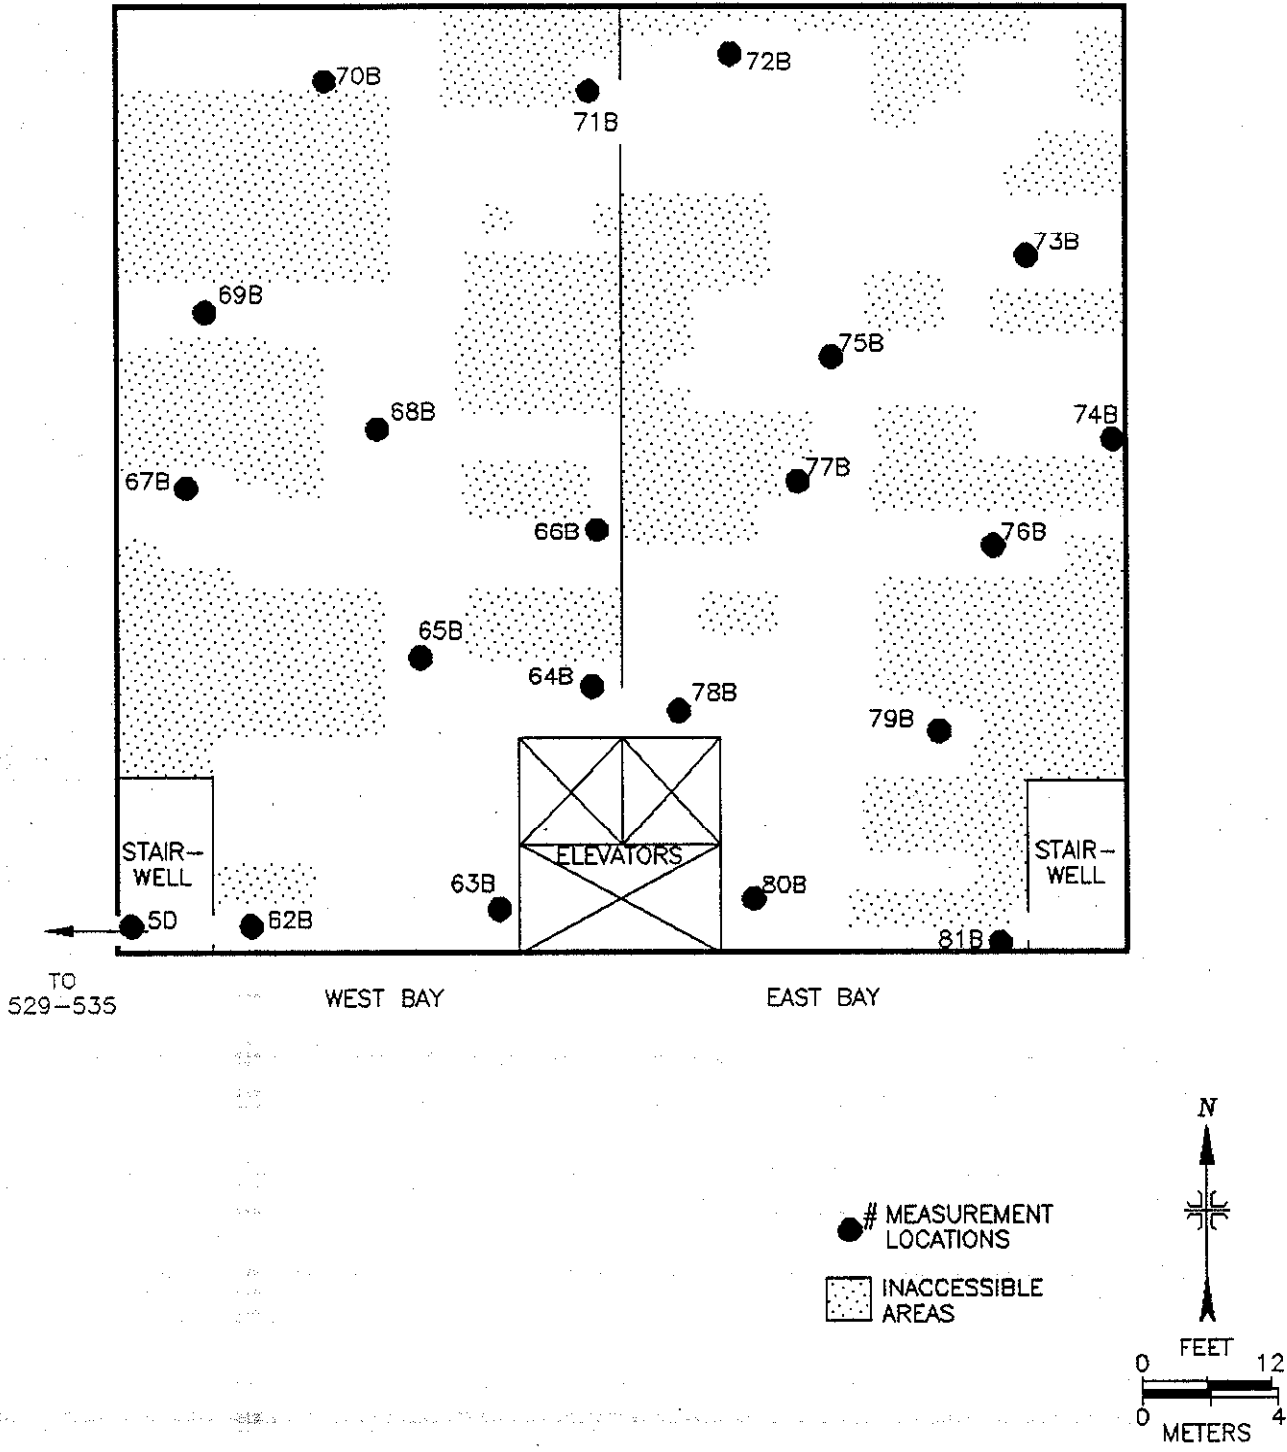 70B
72B
71B
73B
69B
75B
68B
74B
67B
77B
66B
76B
65B
64B
78B
79B
STAIR-
WELL
ELEVATORS
STAIR-
WELL
63B
80B
5D
62B
81B
TO
529-535
WEST BAY
EAST BAY
N
# MEASUREMENT
LOCATIONS
INACCESSIBLE
AREAS
FEET
0 12
0 4
METERS